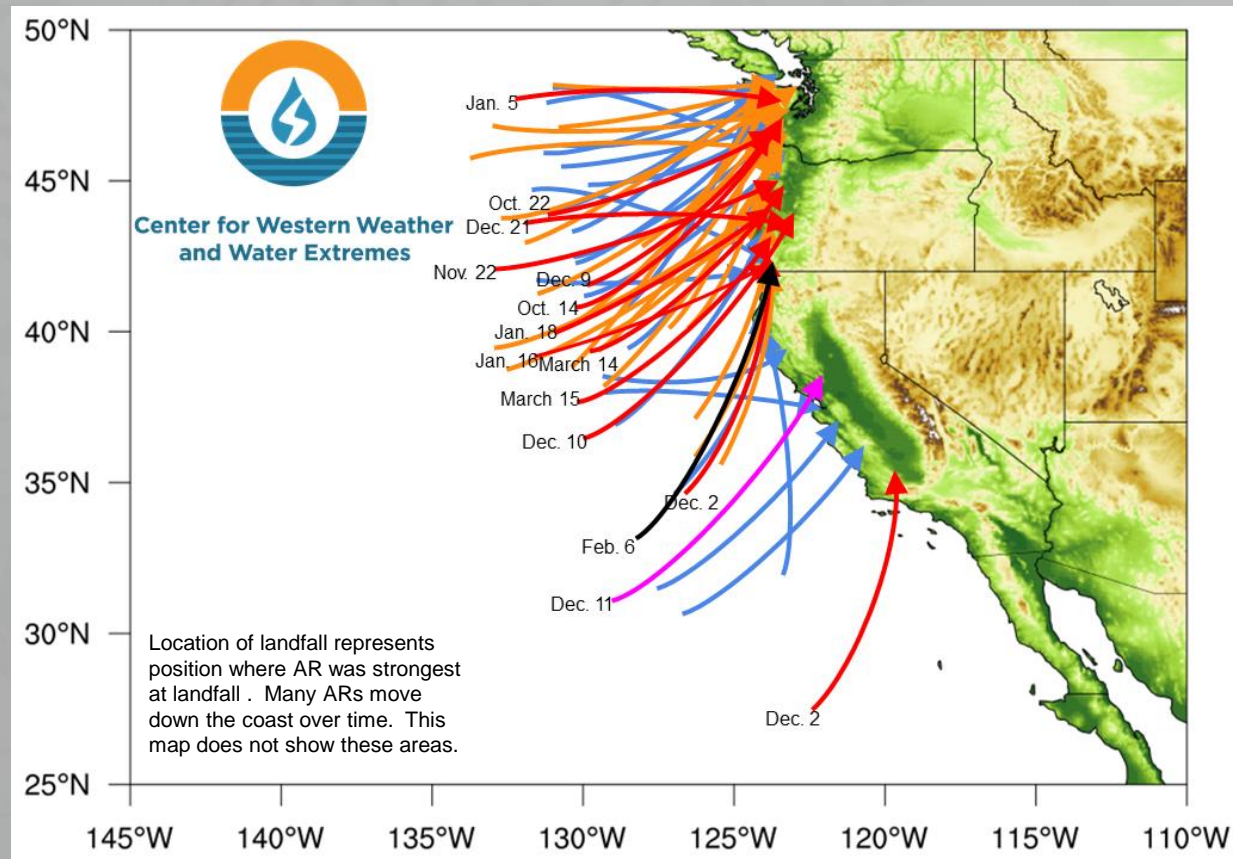 50°N
45°N
40°N
35°N
30°N
25°N
Center for Western Weather
and Water Extremes
Jan. 5
Oct. 22
Dec. 21
Nov. 22
Dec. 9
Oct. 14
Jan. 18
Jan. 16
March 14
March 15
Dec. 10
Dec. 2
Feb. 6
Dec. 11
Dec. 2
Location of landfall represents
position where AR was strongest
at landfall . Many ARs move
down the coast over time. This
map does not show these areas.
145°W 140°W 135°W 130°W 125°W 120°W 115°W 110°W